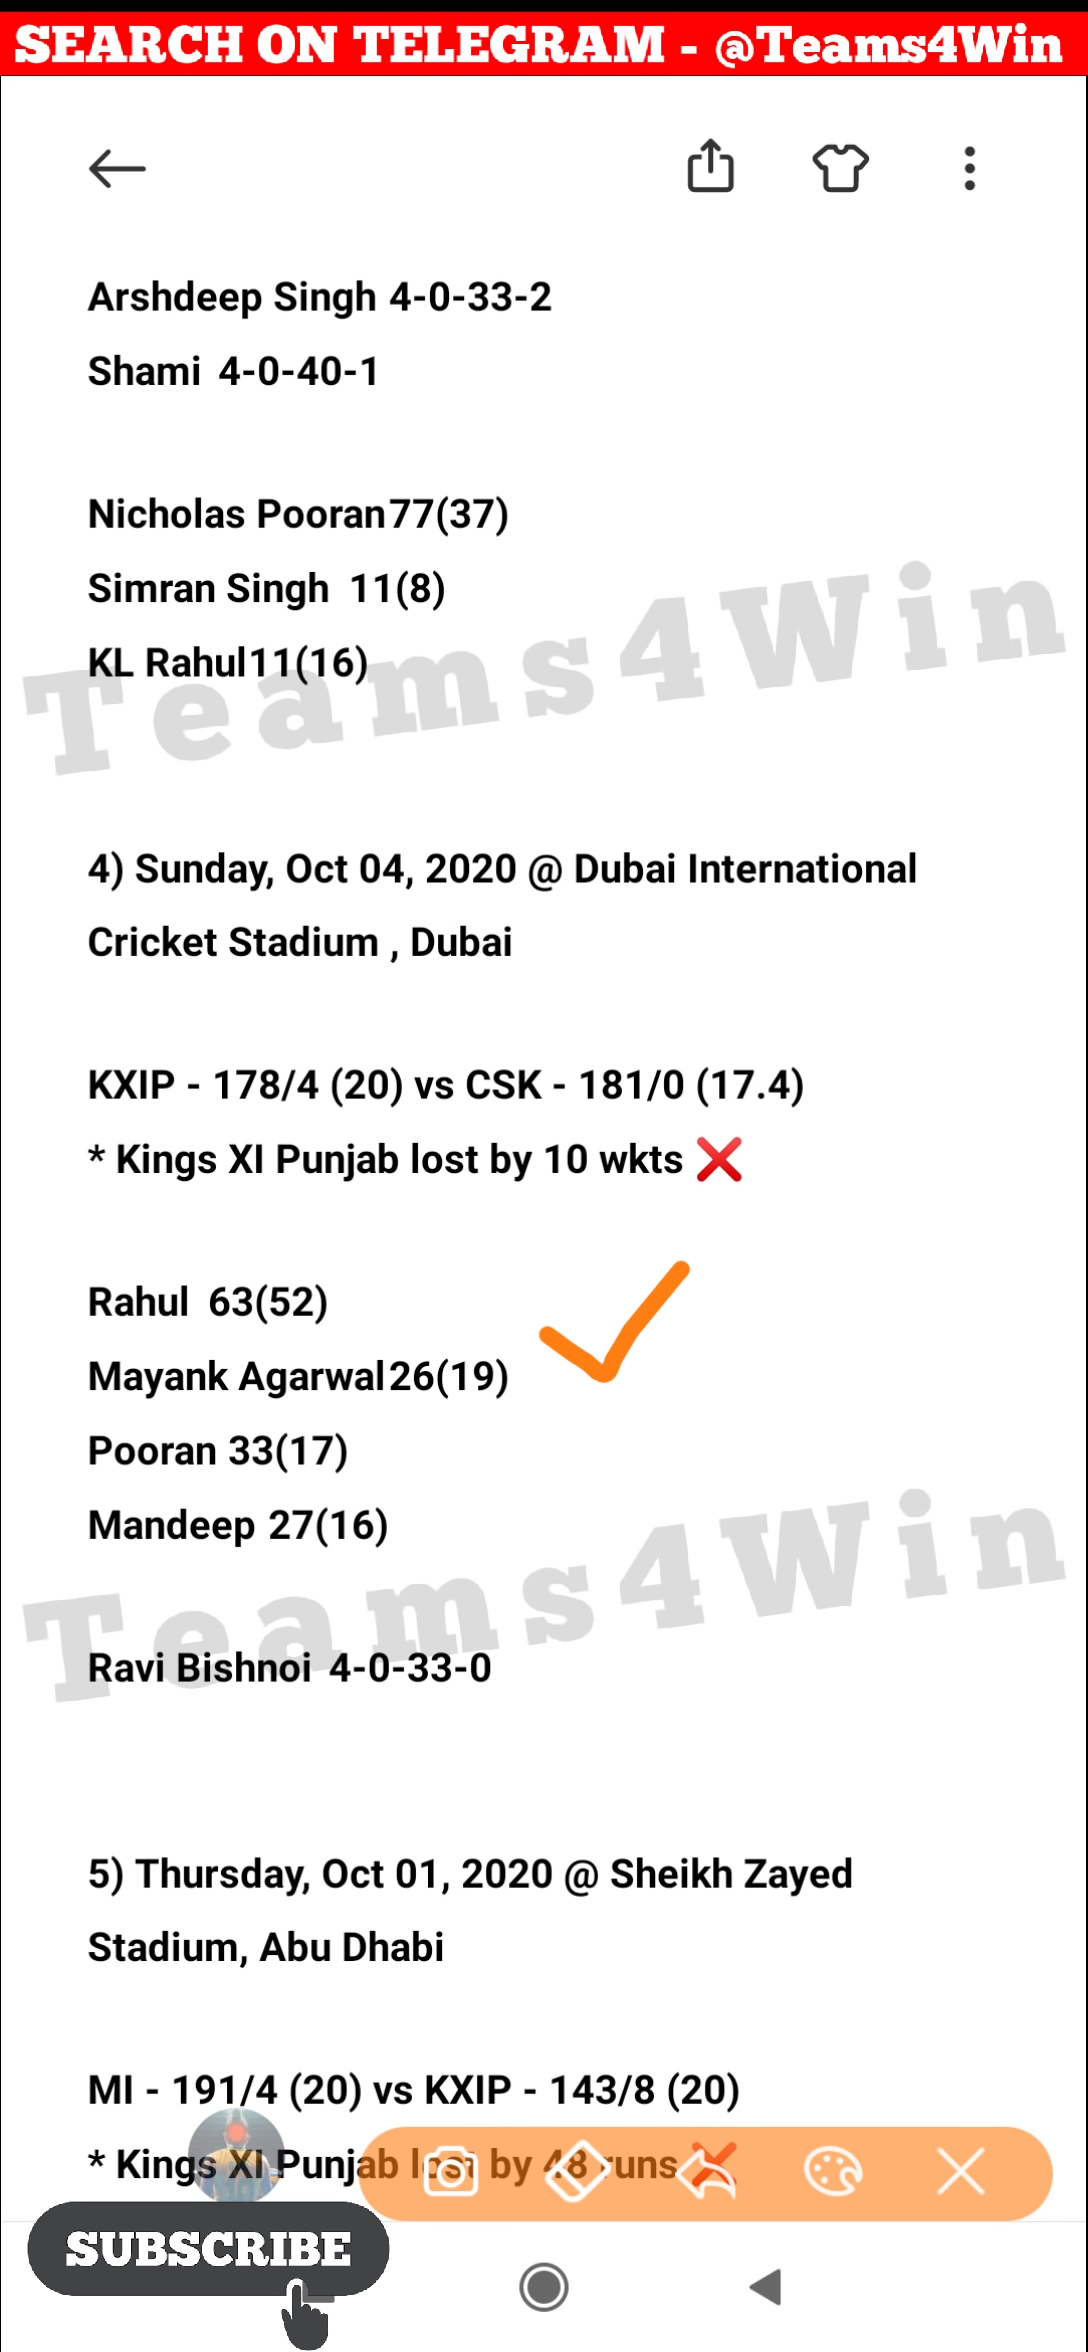 SEARCH ON TELEGRAM - @Teams4Win
Arshdeep Singh 4-0-33-2
Shami 4-0-40-1
Nicholas Pooran77(37)
Simran Singh 11(8)
KL Rahul11(16)
Teams4Win
4) Sunday, Oct 04, 2020 @ Dubai International
Cricket Stadium , Dubai
KXIP - 178/4 (20) vs CSK - 181/0 (17.4)
* Kings XI Punjab lost by 10 wkts ❌
Rahul 63(52)
Mayank Agarwal26(19)
Pooran 33(17)
Mandeep 27(16)
Teams4Win
Ravi Bishnoi 4-0-33-0
5) Thursday, Oct 01, 2020 @ Sheikh Zayed
Stadium, Abu Dhabi
MI - 191/4 (20) vs KXIP - 143/8 (20)
* Kings XI Punjab lost by 48 runs ❌
SUBSCRIBE